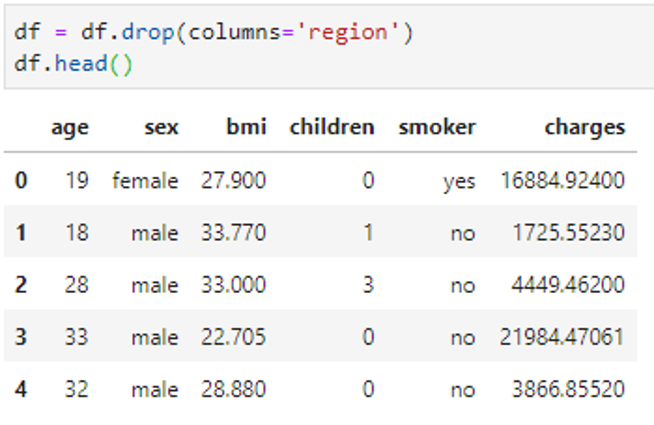 df = df.drop(columns='region')
df.head()
age sex bmi children smoker charges
0 19 female 27.900 0 yes 16884.92400
1 18 male 33.770 1 no 1725.55230
2 28 male 33.000 3 no 4449.46200
3 33 male 22.705 0 no 21984.47061
4 32 male 28.880 0 no 3866.85520